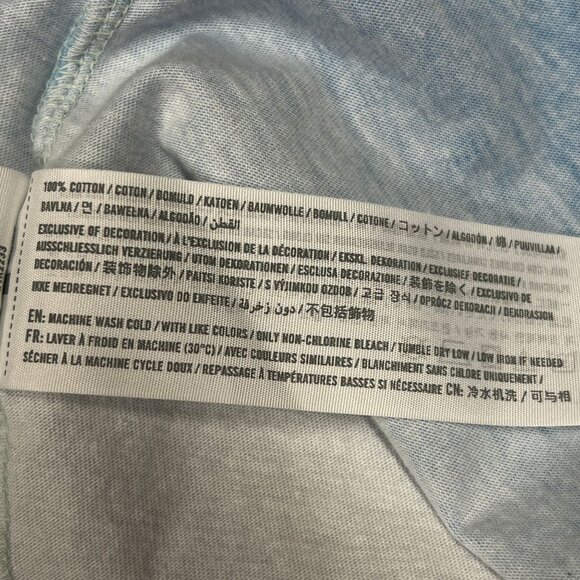 100% COTTON / COTON / BOMULD / KATOEN / BAUMWOLLE / BOMULL / COTONE / コットン / ALGODÓN / 棉 / PUUVILLAA /
BAVLNA / 면 / BAWEŁNA / ALGODÃO / القطن /
EXCLUSIVE OF DECORATION / À L'EXCLUSION DE LA DÉCORATION / EKSKL. DEKORATION / EXCLUSIEF DECORATIE /
AUSSCHLIESSLICH VERZIERUNG / UTOM DEKORATIONEN / ESCLUSA DECORAZIONE / 装飾を除く / EXCLUSIVO DE
DECORACIÓN / 装饰物除外 / PAITSI KORISTE / S VÝJIMKOU OZDOB / 고급 장식 / OPRÓCZ DEKORACJI / DEKORASJON
IKKE MEDREGNET / EXCLUSIVO DO ENFEITE / دون زخرفة / 不包括飾物
EN: MACHINE WASH COLD / WITH LIKE COLORS / ONLY NON-CHLORINE BLEACH / TUMBLE DRY LOW / LOW IRON IF NEEDED
FR: LAVER À FROID EN MACHINE (30°C) / AVEC COULEURS SIMILAIRES / BLANCHIMENT SANS CHLORE UNIQUEMENT /
SÉCHER À LA MACHINE CYCLE DOUX / REPASSAGE À TEMPÉRATURES BASSES SI NÉCESSAIRE CN: 冷水机洗 / 可与相